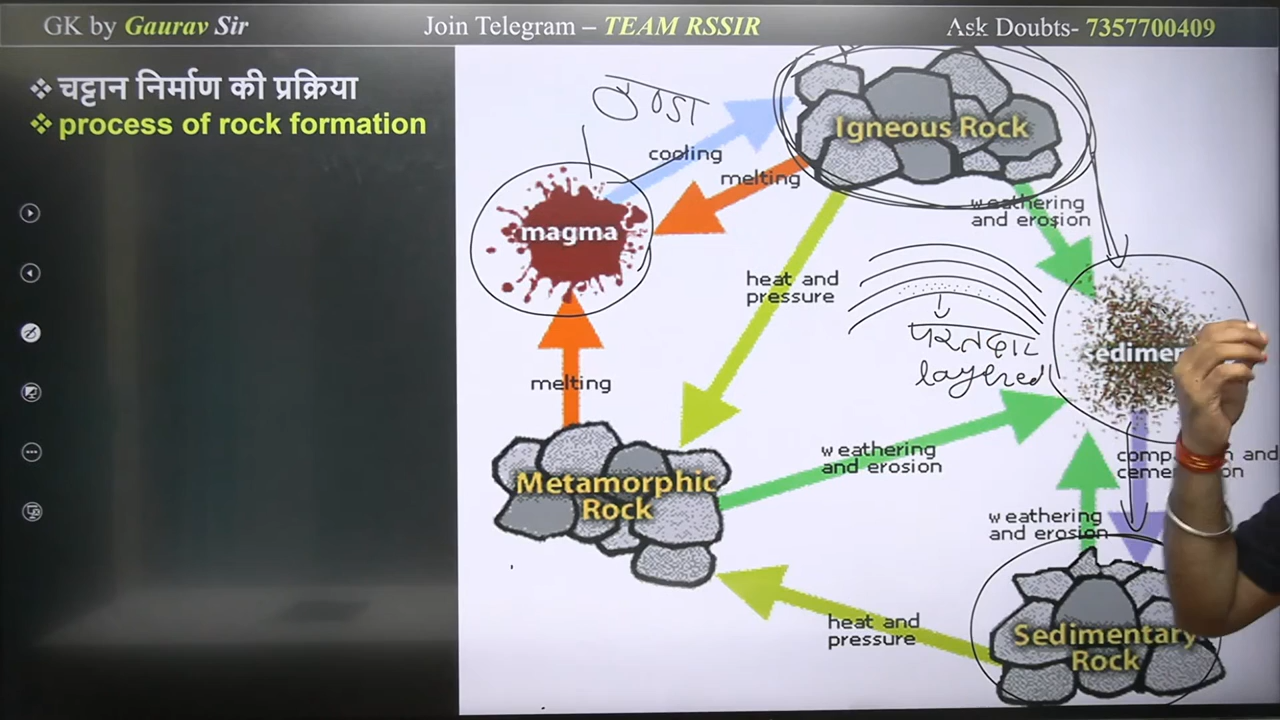 GK by Gaurav Sir
Join Telegram – TEAM RSSIR
Ask Doubts- 7357700409
❖ चट्टान निर्माण की प्रक्रिया
❖ process of rock formation
ठण्डा
Igneous Rock
cooling
melting
magma
weathering
and erosion
heat and
pressure
परतदार
layered
melting
weathering
and erosion
Metamorphic
Rock
and
weathering
and erosion
heat and
pressure
Sedimentary
Rock